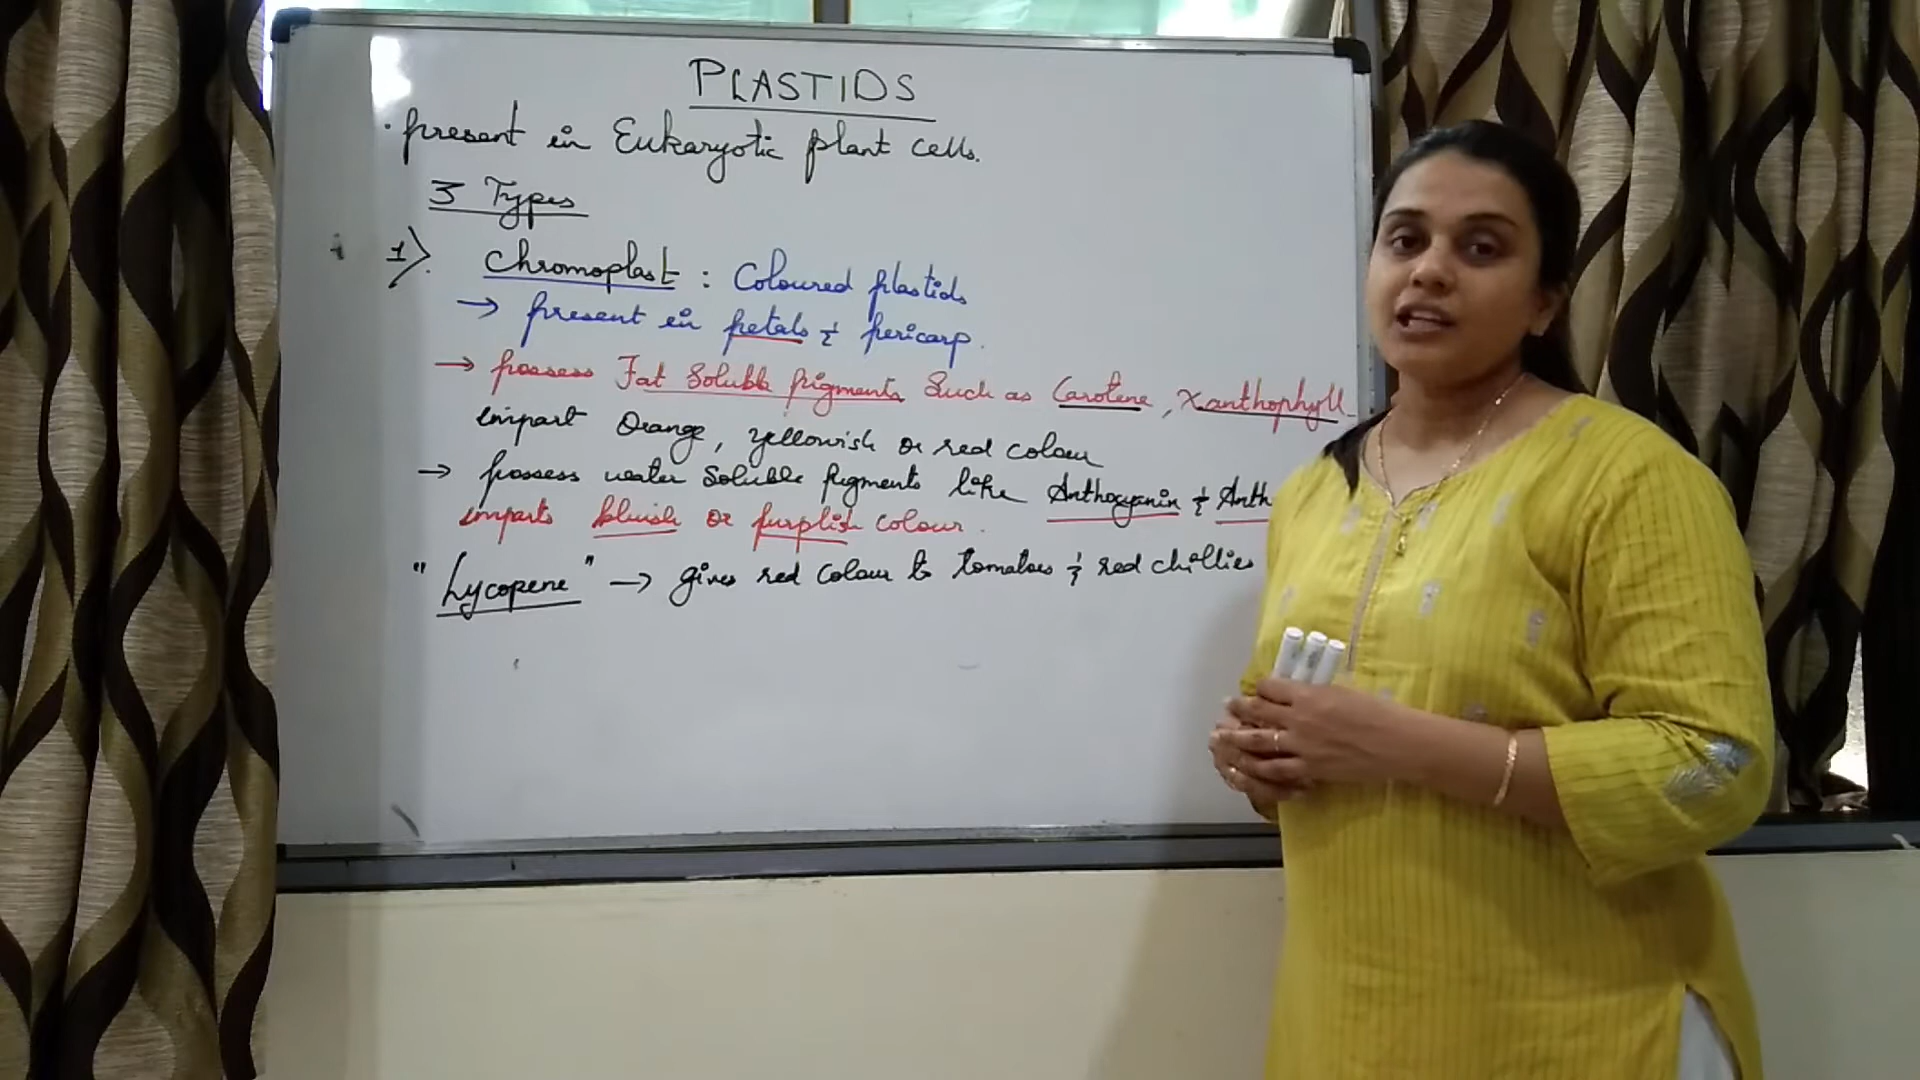 PLASTIDS
· present in Eukaryotic plant cells.
3 Types
1) Chromoplast : Coloured plastids
→ present in petals & pericarp.
→ possess Fat Soluble pigments Such as Carotene, Xanthophyll
impart Orange, yellowish or red colour
→ possess water Soluble pigments like Anthocyanin & Anth
imparts bluish or purplish colour.
"Lycopene" → gives red colour to tomatoes & red chillies